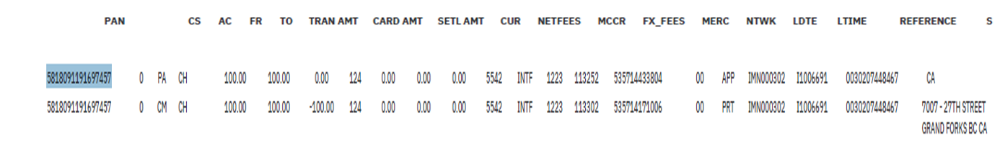 PAN CS AC FR TO TRAN AMT CARD AMT SETL AMT CUR NETFEES MCCR FX_FEES MERC NTWK LDTE LTIME REFERENCE S
5818091191697457 0 PA CH 100.00 100.00 0.00 124 0.00 0.00 0.00 5542 INTF 1223 113252 535714433804 00 APP IMN000302 I1006691 0030207448467 CA
5818091191697457 0 CM CH 100.00 100.00 -100.00 124 0.00 0.00 0.00 5542 INTF 1223 113302 535714171006 00 PRT IMN000302 I1006691 0030207448467 7007 - 27TH STREET
GRAND FORKS BC CA